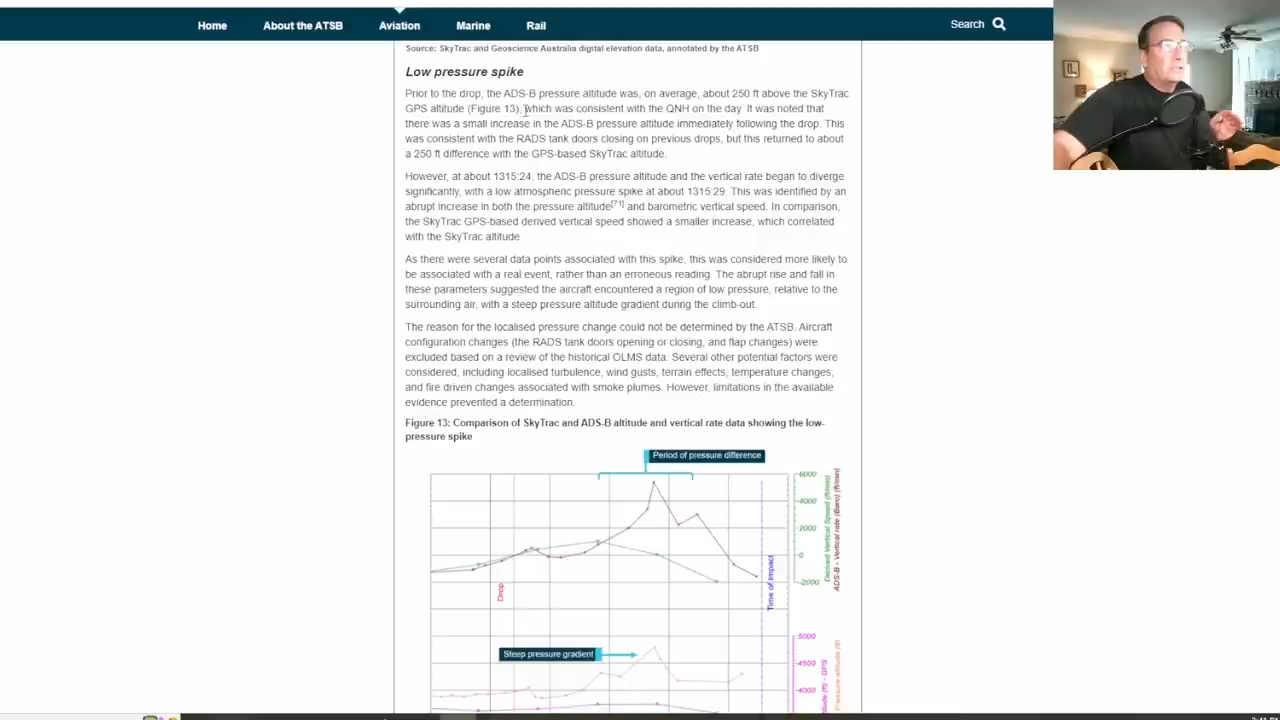 Home About the ATSB Aviation Marine Rail Search
Source: SkyTrac and Geoscience Australia digital elevation data, annotated by the ATSB
Low pressure spike
Prior to the drop, the ADS-B pressure altitude was, on average, about 250 ft above the SkyTrac
GPS altitude (Figure 13), which was consistent with the QNH on the day. It was noted that
there was a small increase in the ADS-B pressure altitude immediately following the drop. This
was consistent with the RADS tank doors closing on previous drops, but this returned to about
a 250 ft difference with the GPS-based SkyTrac altitude.
However, at about 1315:24, the ADS-B pressure altitude and the vertical rate began to diverge
significantly, with a low atmospheric pressure spike at about 1315:29. This was identified by an
abrupt increase in both the pressure altitude[71] and barometric vertical speed. In comparison,
the SkyTrac GPS-based derived vertical speed showed a smaller increase, which correlated
with the SkyTrac altitude
As there were several data points associated with this spike, this was considered more likely to
be associated with a real event, rather than an erroneous reading. The abrupt rise and fall in
these parameters suggested the aircraft encountered a region of low pressure, relative to the
surrounding air, with a steep pressure altitude gradient during the climb-out.
The reason for the localised pressure change could not be determined by the ATSB. Aircraft
configuration changes (the RADS tank doors opening or closing, and flap changes) were
excluded based on a review of the historical OLMS data. Several other potential factors were
considered, including localised turbulence, wind gusts, terrain effects, temperature changes,
and fire driven changes associated with smoke plumes. However, limitations in the available
evidence prevented a determination.
Figure 13: Comparison of SkyTrac and ADS-B altitude and vertical rate data showing the low-
pressure spike
Period of pressure difference
6000
4000
2000
0
-2000
Derived Vertical Speed (ft/min)
ADS-B - Vertical rate (Baro) (ft/min)
Drop
Time of Impact
Steep pressure gradient
5000
4500
4000
(ft) - GPS
Pressure altitude (ft)